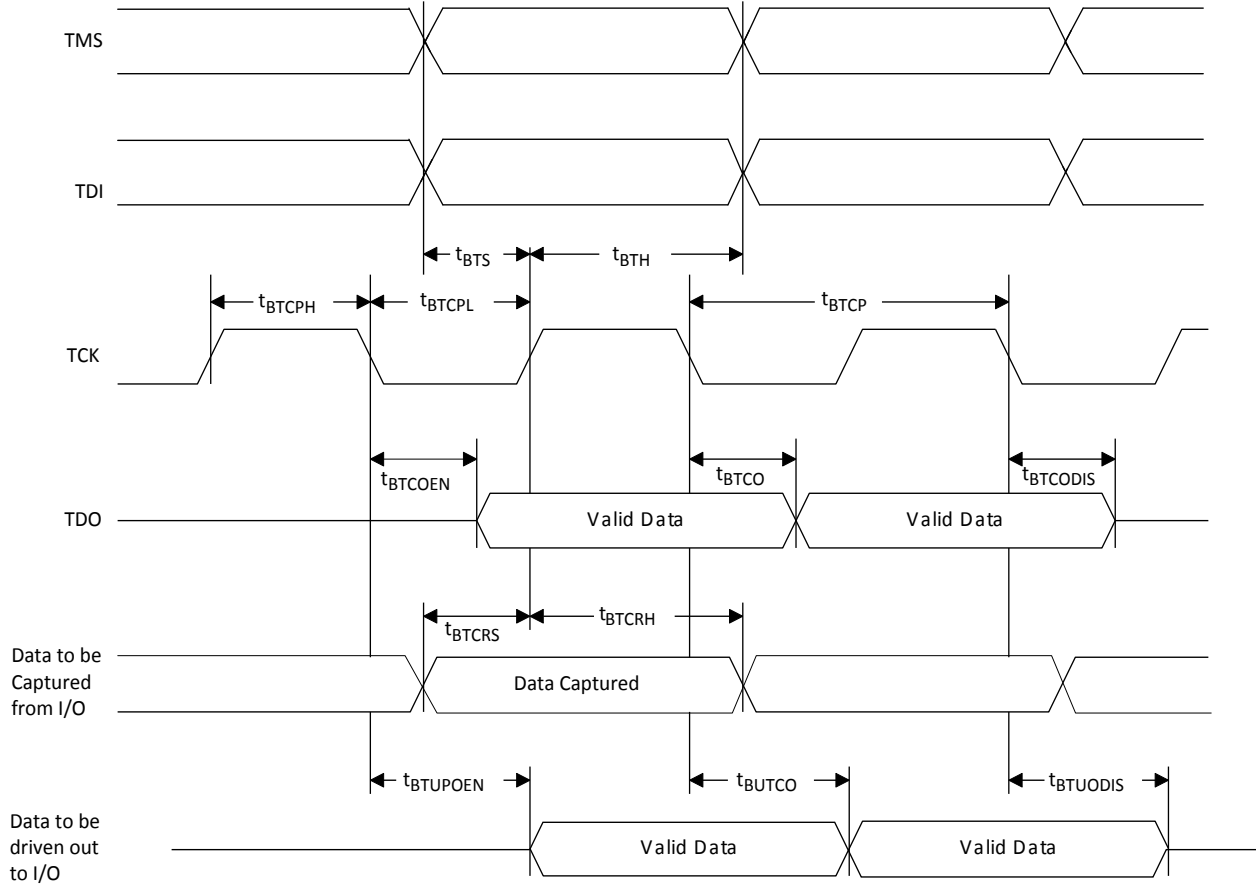 TMS
TDI
tBTS
tBTH
tBTCPH
tBTCPL
tBTCP
TCK
tBTCOEN
tBTCO
tBTCODIS
TDO
Valid Data
Valid Data
tBTCRS
tBTCRH
Data to be
Captured
from I/O
Data Captured
tBTUPOEN
tBUTCO
tBTUODIS
Data to be
driven out
to I/O
Valid Data
Valid Data